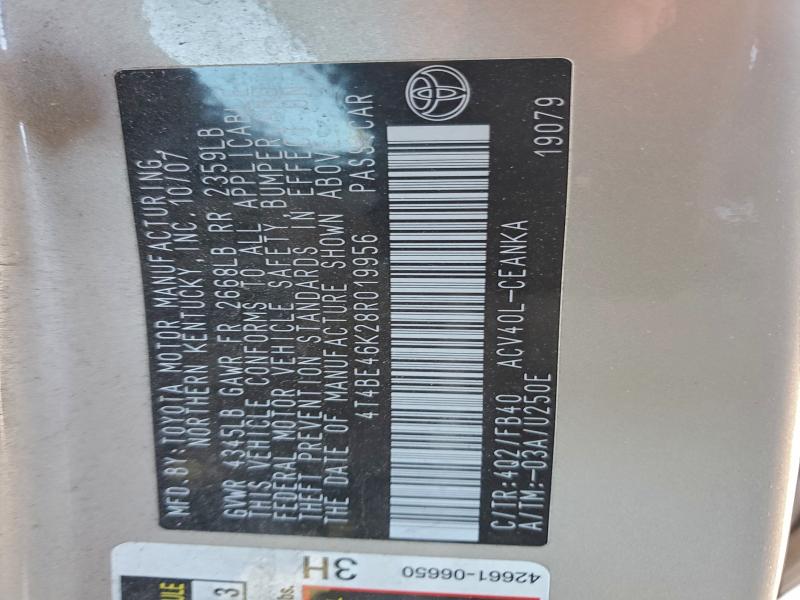 MFD.BY:TOYOTA MOTOR MANUFACTURING,
NORTHERN KENTUCKY, INC. 10/07
GVWR 4345LB GAWR FR 2668LB RR 2359LB
THIS VEHICLE CONFORMS TO ALL APPLICABLE
FEDERAL MOTOR VEHICLE SAFETY, BUMPER, AND
THEFT PREVENTION STANDARDS IN EFFECT ON
THE DATE OF MANUFACTURE SHOWN ABOVE.
4T4BE46K28R019956 PASS.CAR
C/TR:4Q2/FB40 ACV40L-CEANKA
A/TM:-03A/U250E 19079
3H
42661-06650
3